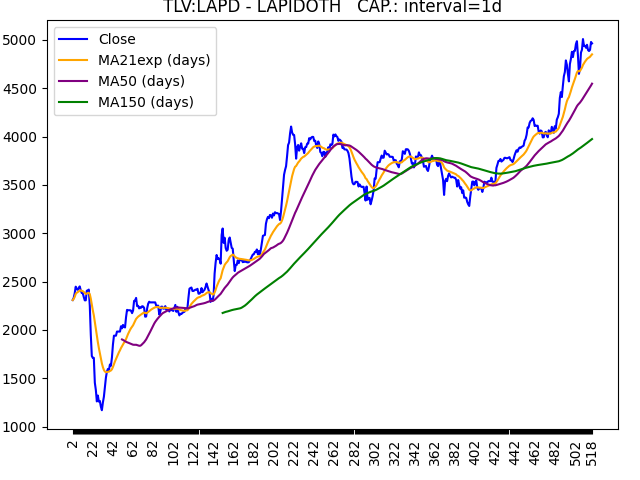 TLV:LAPD - LAPIDOTH   CAP.: interval=1d
Close
MA21exp (days)
MA50 (days)
MA150 (days)
5000
4500
4000
3500
3000
2500
2000
1500
1000
2 22 42 62 82 102 122 142 162 182 202 222 242 262 282 302 322 342 362 382 402 422 442 462 482 502 518